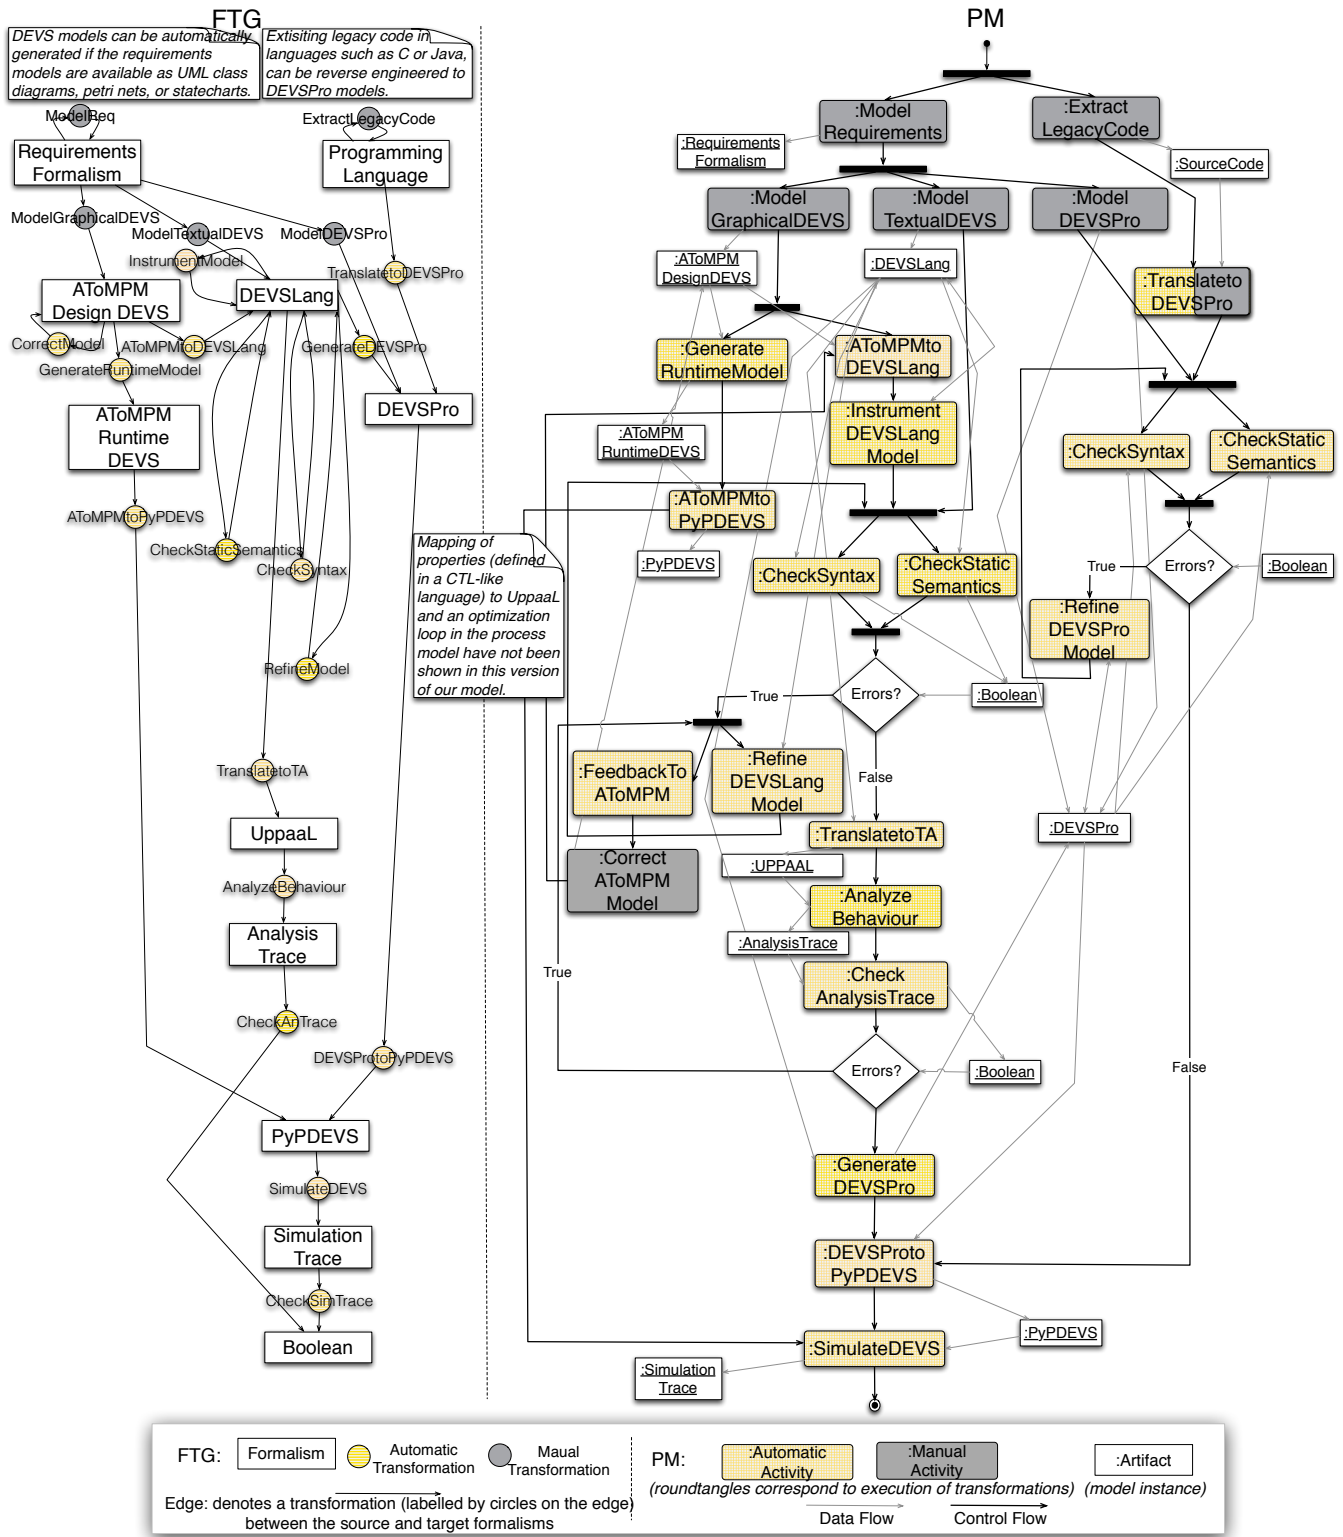 FTG
PM
DEVS models can be automatically
generated if the requirements
models are available as UML class
diagrams, petri nets, or statecharts.
Extisiting legacy code in
languages such as C or Java,
can be reverse engineered to
DEVSPro models.
ModelReq
ExtractLegacyCode
Requirements
Formalism
Programming
Language
ModelGraphicalDEVS
ModelTextualDEVS
ModelDEVSPro
InstrumentModel
TranslatetoDEVSPro
AToMPM
Design DEVS
DEVSLang
CorrectModel
AToMPMtoDEVSLang
GenerateDEVSPro
GenerateRuntimeModel
AToMPM
Runtime
DEVS
DEVSPro
AToMPMtoPyPDEVS
CheckStaticSemantics
CheckSyntax
RefineModel
TranslatetoTA
UppaaL
AnalyzeBehaviour
Analysis
Trace
CheckAnTrace
DEVSProtoPyPDEVS
PyPDEVS
SimulateDEVS
Simulation
Trace
CheckSimTrace
Boolean
Mapping of
properties (defined
in a CTL-like
language) to UppaaL
and an optimization
loop in the process
model have not been
shown in this version
of our model.
:Model
Requirements
:Extract
LegacyCode
:Requirements
Formalism
:SourceCode
:Model
GraphicalDEVS
:Model
TextualDEVS
:Model
DEVSPro
:AToMPM
DesignDEVS
:DEVSLang
:Translateto
DEVSPro
:Generate
RuntimeModel
:AToMPMto
DEVSLang
:Instrument
DEVSLang
Model
:AToMPM
RuntimeDEVS
:CheckSyntax
:CheckStatic
Semantics
:AToMPMto
PyPDEVS
:PyPDEVS
:CheckSyntax
:CheckStatic
Semantics
Errors?
:Boolean
True
:Refine
DEVSPro
Model
Errors?
:Boolean
True
:FeedbackTo
AToMPM
:Refine
DEVSLang
Model
False
:TranslatetoTA
:DEVSPro
:Correct
AToMPM
Model
:UPPAAL
:Analyze
Behaviour
:AnalysisTrace
True
:Check
AnalysisTrace
Errors?
:Boolean
False
:Generate
DEVSPro
:DEVSProto
PyPDEVS
:PyPDEVS
:SimulateDEVS
:Simulation
Trace
FTG:
Formalism
Automatic
Transformation
Maual
Transformation
Edge: denotes a transformation (labelled by circles on the edge)
between the source and target formalisms
PM:
:Automatic
Activity
:Manual
Activity
:Artifact
(roundtangles correspond to execution of transformations)
(model instance)
Data Flow
Control Flow